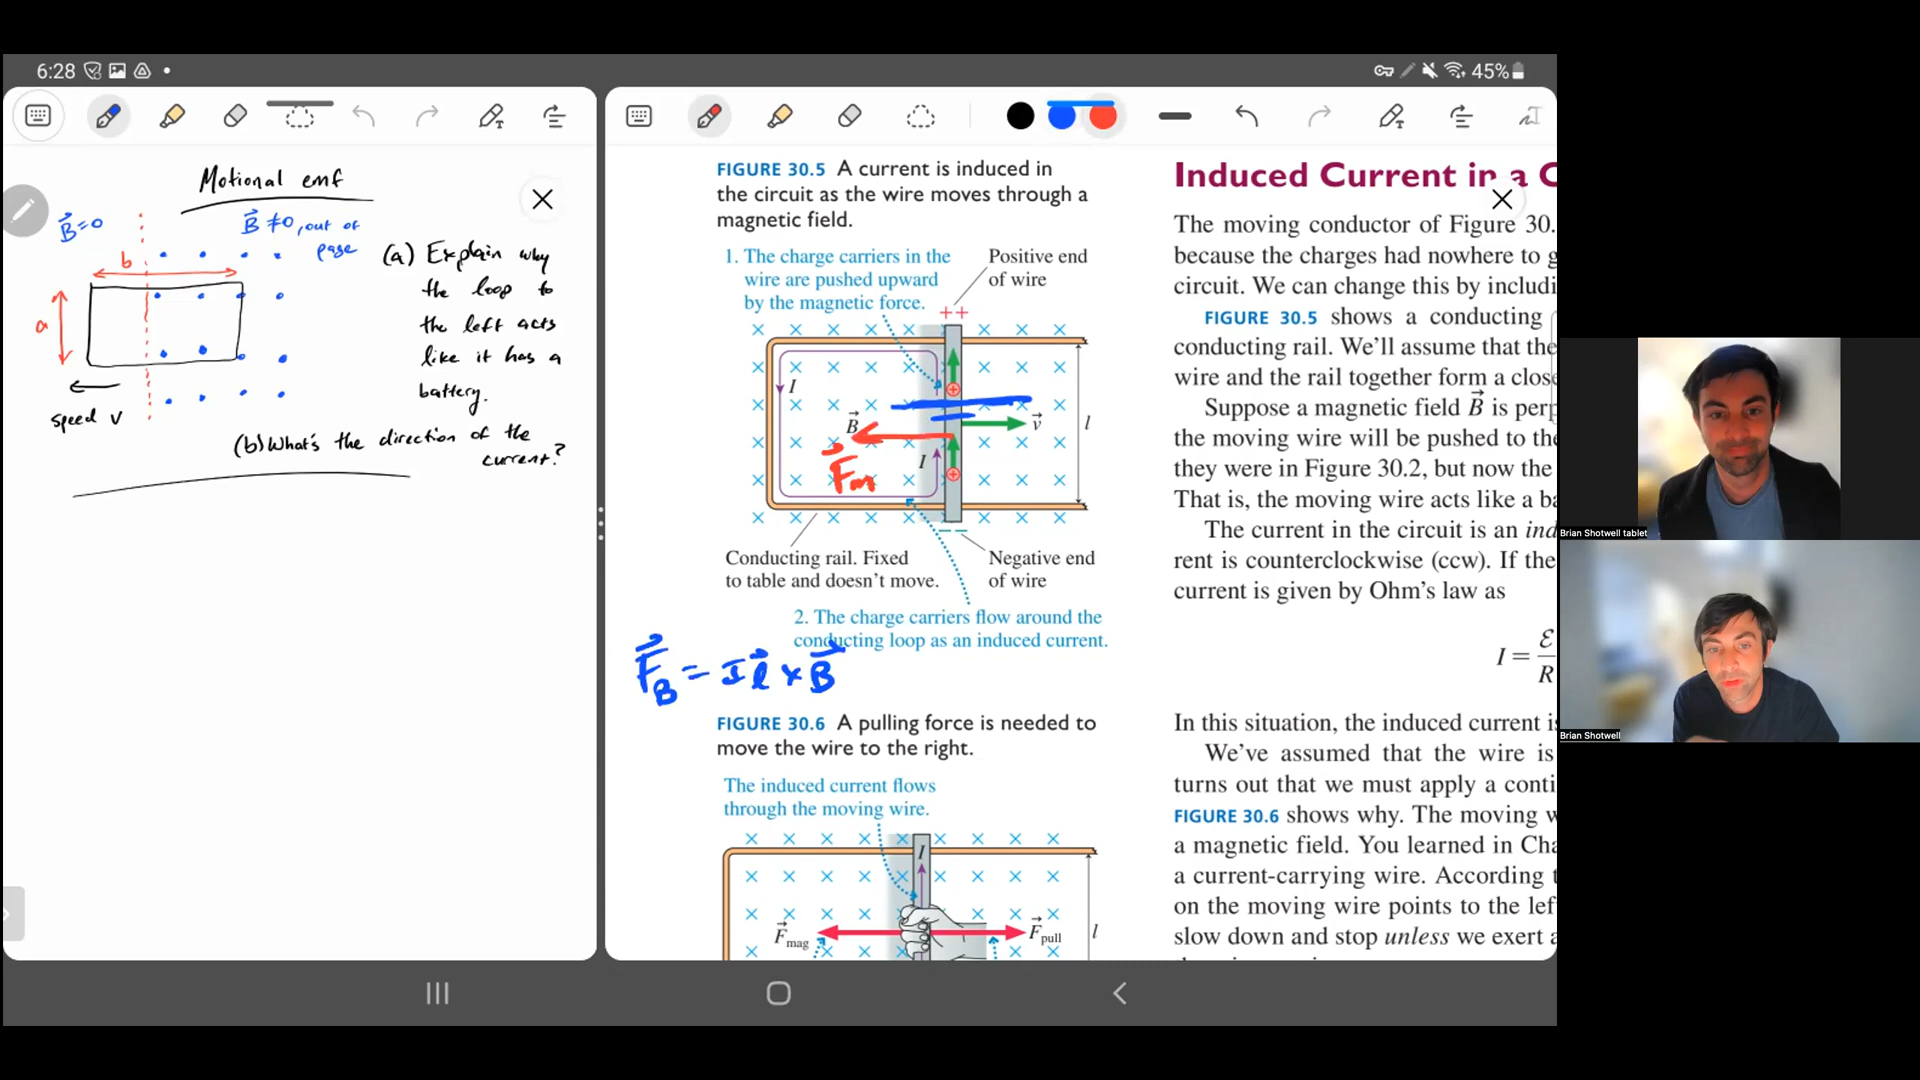 6:28
45%
Motional emf
B⃗=0
B⃗ ≠0, out of
page
b
a
speed v
(a) Explain why
the loop to
the left acts
like it has a
battery.
(b) What's the direction of the
current?
FIGURE 30.5 A current is induced in
the circuit as the wire moves through a
magnetic field.
1. The charge carriers in the
wire are pushed upward
by the magnetic force.
Positive end
of wire
++
I
B⃗
v⃗
l
I
F⃗m
Conducting rail. Fixed
to table and doesn't move.
– –
Negative end
of wire
2. The charge carriers flow around the
conducting loop as an induced current.
F⃗B = I l⃗ × B⃗
FIGURE 30.6 A pulling force is needed to
move the wire to the right.
The induced current flows
through the moving wire.
I
F⃗mag
F⃗pull
l
Induced Current in a C
The moving conductor of Figure 30.
because the charges had nowhere to g
circuit. We can change this by includi
FIGURE 30.5 shows a conducting
conducting rail. We'll assume that the
wire and the rail together form a close
Suppose a magnetic field B⃗ is perp
the moving wire will be pushed to the
they were in Figure 30.2, but now the
That is, the moving wire acts like a ba
The current in the circuit is an ind
rent is counterclockwise (ccw). If the
current is given by Ohm's law as
I = ℰ
R
In this situation, the induced current i
We've assumed that the wire is
turns out that we must apply a conti
FIGURE 30.6 shows why. The moving w
a magnetic field. You learned in Cha
a current-carrying wire. According t
on the moving wire points to the lef
slow down and stop unless we exert a
Brian Shotwell tablet
Brian Shotwell